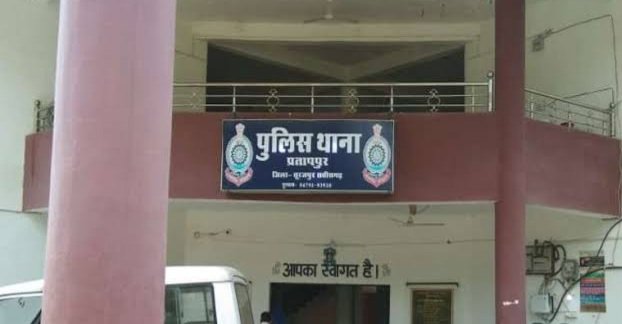 पुलिस थाना
प्रतापपुर
जिला- सूरजपुर छत्तीसगढ़
आपका स्वागत है।